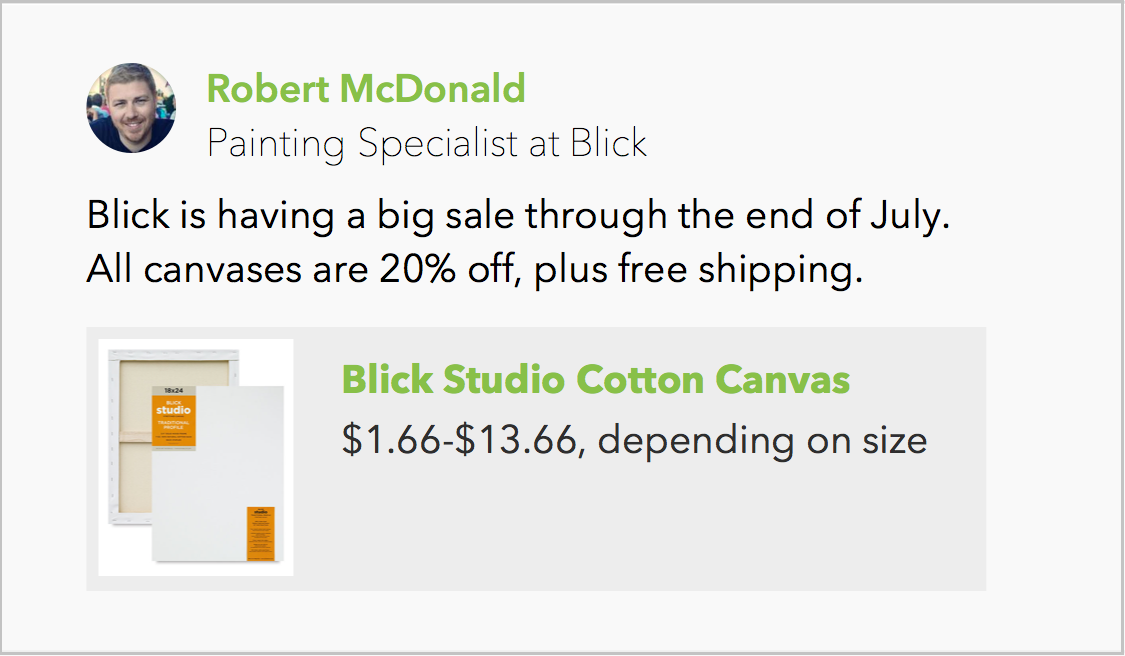 Robert McDonald
Painting Specialist at Blick
Blick is having a big sale through the end of July.
All canvases are 20% off, plus free shipping.
Blick Studio Cotton Canvas
$1.66-$13.66, depending on size
18x24
BLICK
studio
TRADITIONAL
PROFILE
studio